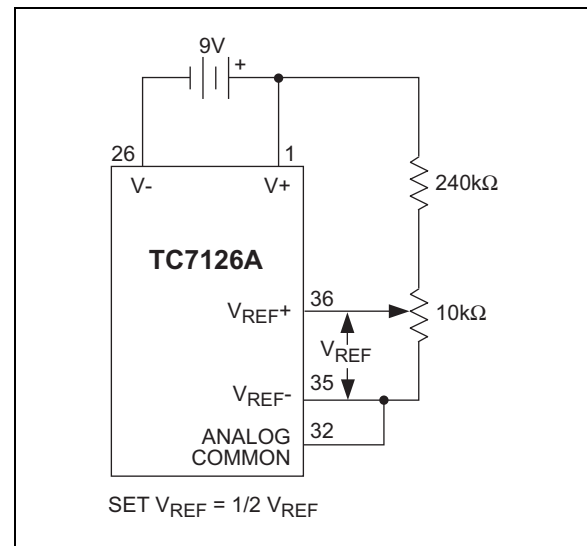 9V
+
26
1
V-
V+
240kΩ
TC7126A
36
VREF+
10kΩ
VREF
35
VREF-
ANALOG
32
COMMON
SET VREF = 1/2 VREF